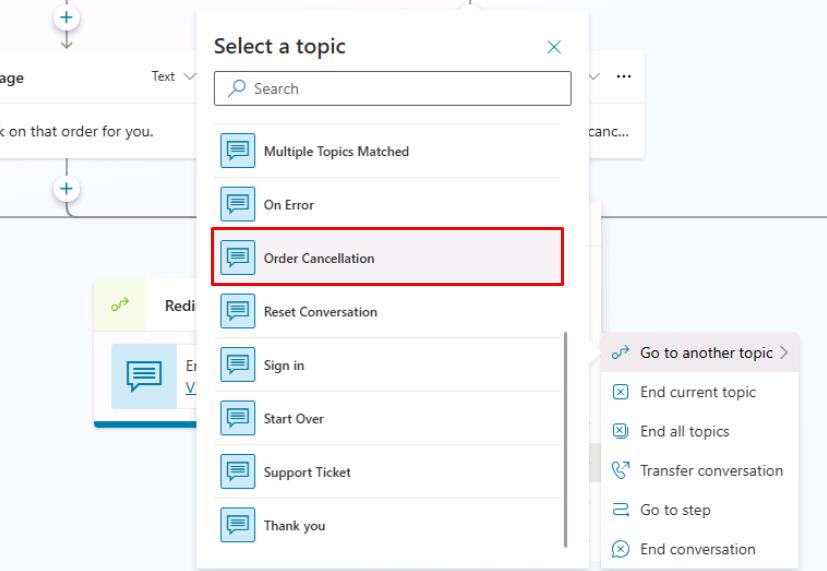 Select a topic
Search
age
Text
k on that order for you.
canc...
Multiple Topics Matched
On Error
Order Cancellation
Reset Conversation
Sign in
Start Over
Support Ticket
Thank you
Redi
En
V
Go to another topic
End current topic
End all topics
Transfer conversation
Go to step
End conversation